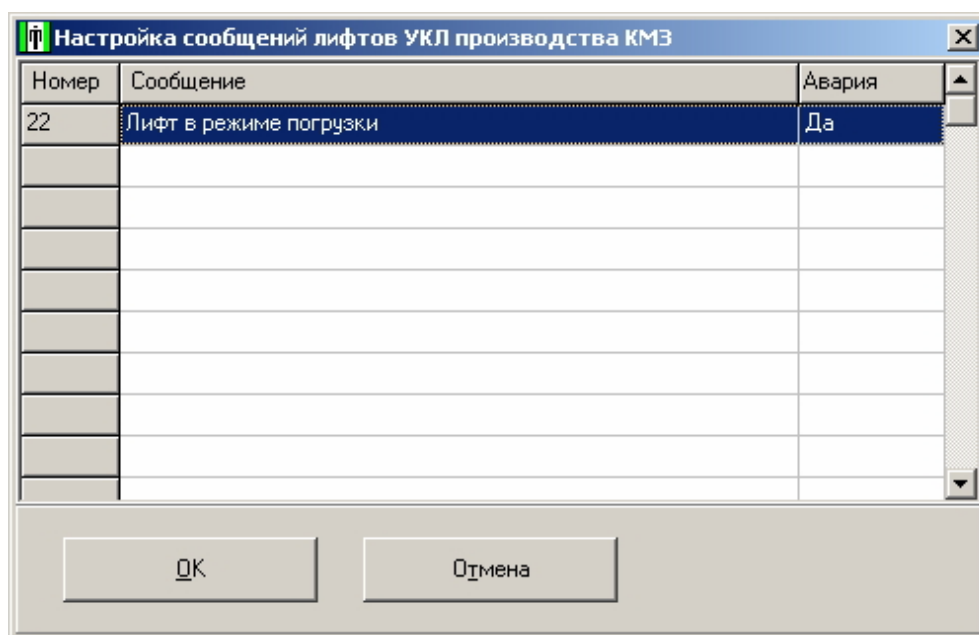 Настройка сообщений лифтов УКЛ производства КМЗ
Номер Сообщение Авария
22 Лифт в режиме погрузки Да
OK Отмена